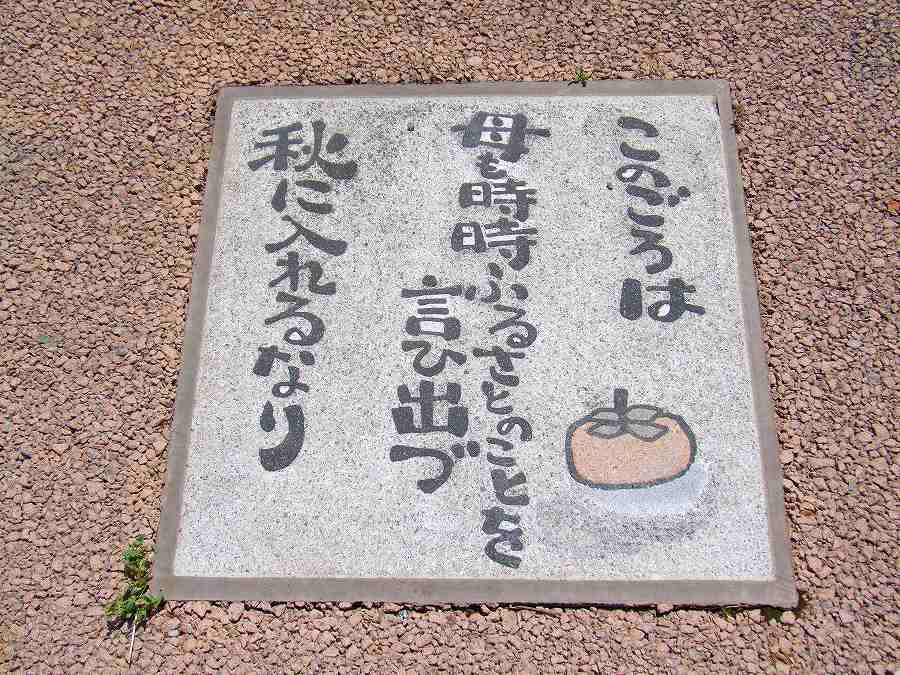 このごろは
母も時時ふるさとのことを
言ひ出づ
秋に入れるなり